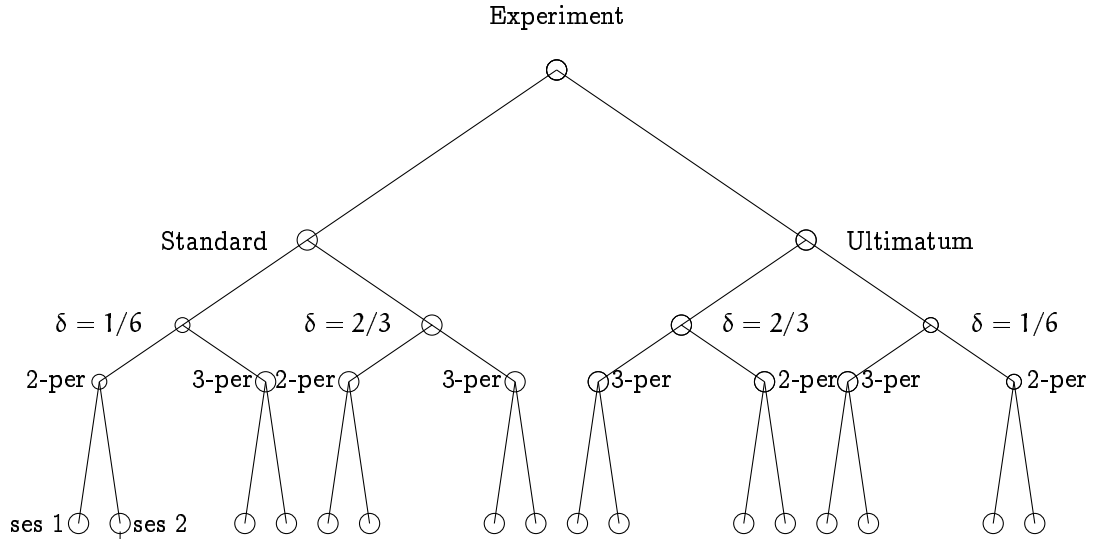 Experiment
Standard
Ultimatum
δ = 1/6
δ = 2/3
δ = 2/3
δ = 1/6
2-per
3-per
2-per
3-per
3-per
2-per
3-per
2-per
ses 1
ses 2